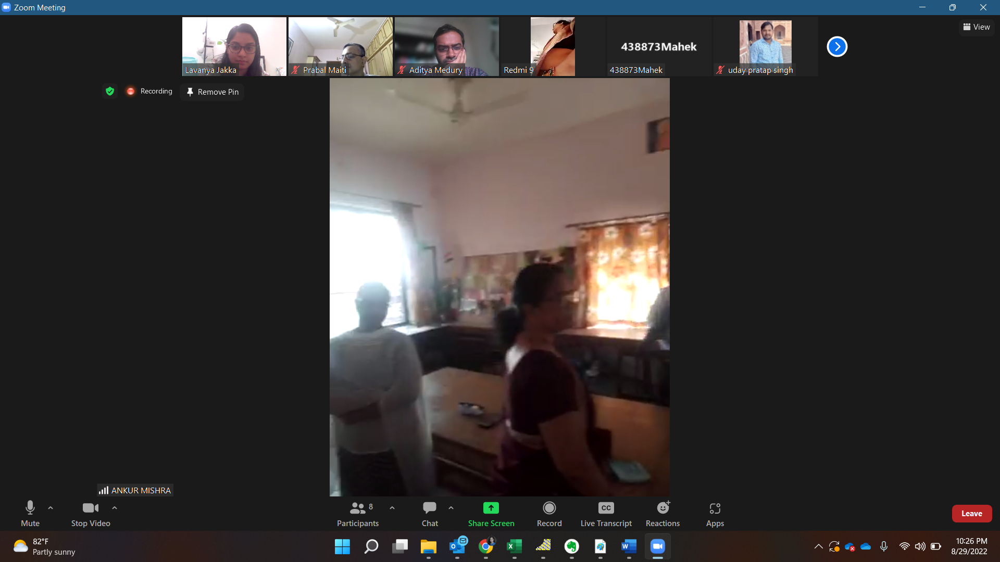 Zoom Meeting
View
438873Mahek
Lavanya Jakka
Prabal Maiti
Aditya Medury
Redmi 9
438873Mahek
uday pratap singh
Recording
Remove Pin
ANKUR MISHRA
8
Mute
Stop Video
Participants
Chat
Share Screen
Record
CC
Live Transcript
Reactions
Apps
Leave
82°F
Partly sunny
10:26 PM
8/29/2022